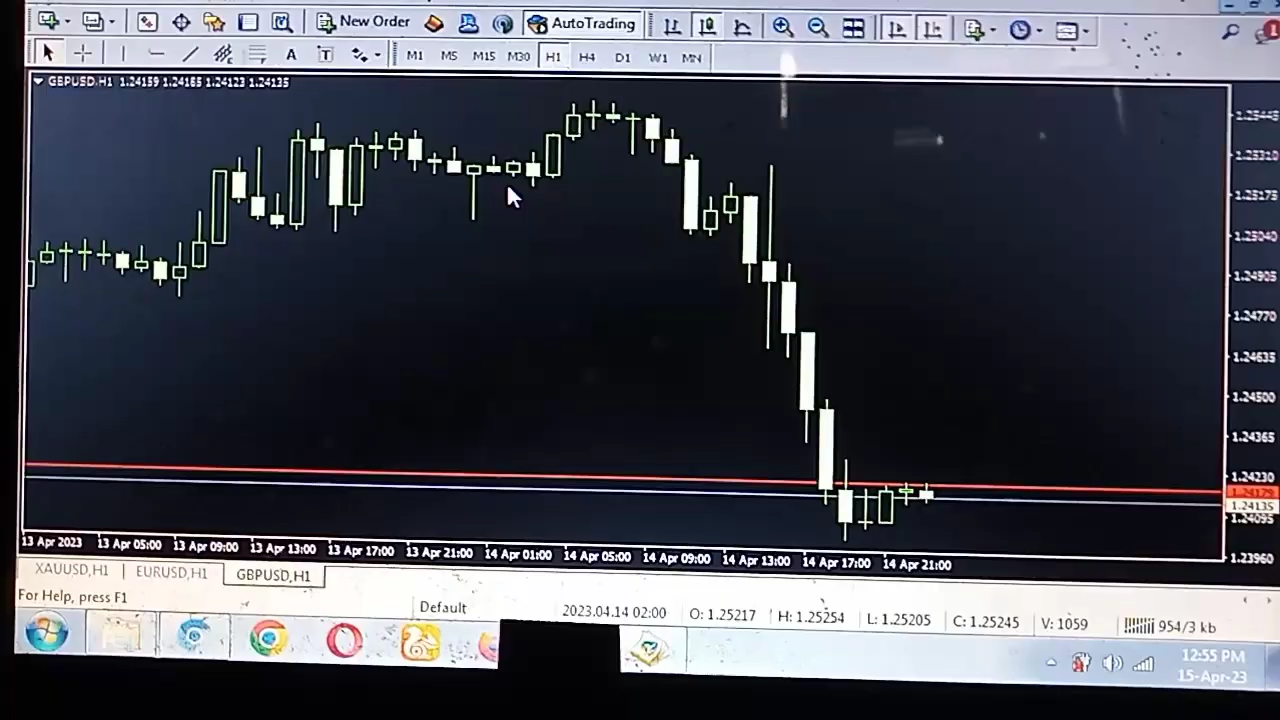 New Order AutoTrading
A T M1 M5 M15 M30 H1 H4 D1 W1 MN
GBPUSD,H1 1.24159 1.24165 1.24123 1.24135
1.25445
1.25310
1.25175
1.25040
1.24905
1.24770
1.24635
1.24500
1.24365
1.24230
1.24179
1.24135
1.24095
1.23960
13 Apr 2023 13 Apr 05:00 13 Apr 09:00 13 Apr 13:00 13 Apr 17:00 13 Apr 21:00 14 Apr 01:00 14 Apr 05:00 14 Apr 09:00 14 Apr 13:00 14 Apr 17:00 14 Apr 21:00
XAUUSD,H1 EURUSD,H1 GBPUSD,H1
For Help, press F1 Default 2023.04.14 02:00 O: 1.25217 H: 1.25254 L: 1.25205 C: 1.25245 V: 1059 954/3 kb
12:55 PM
15-Apr-23